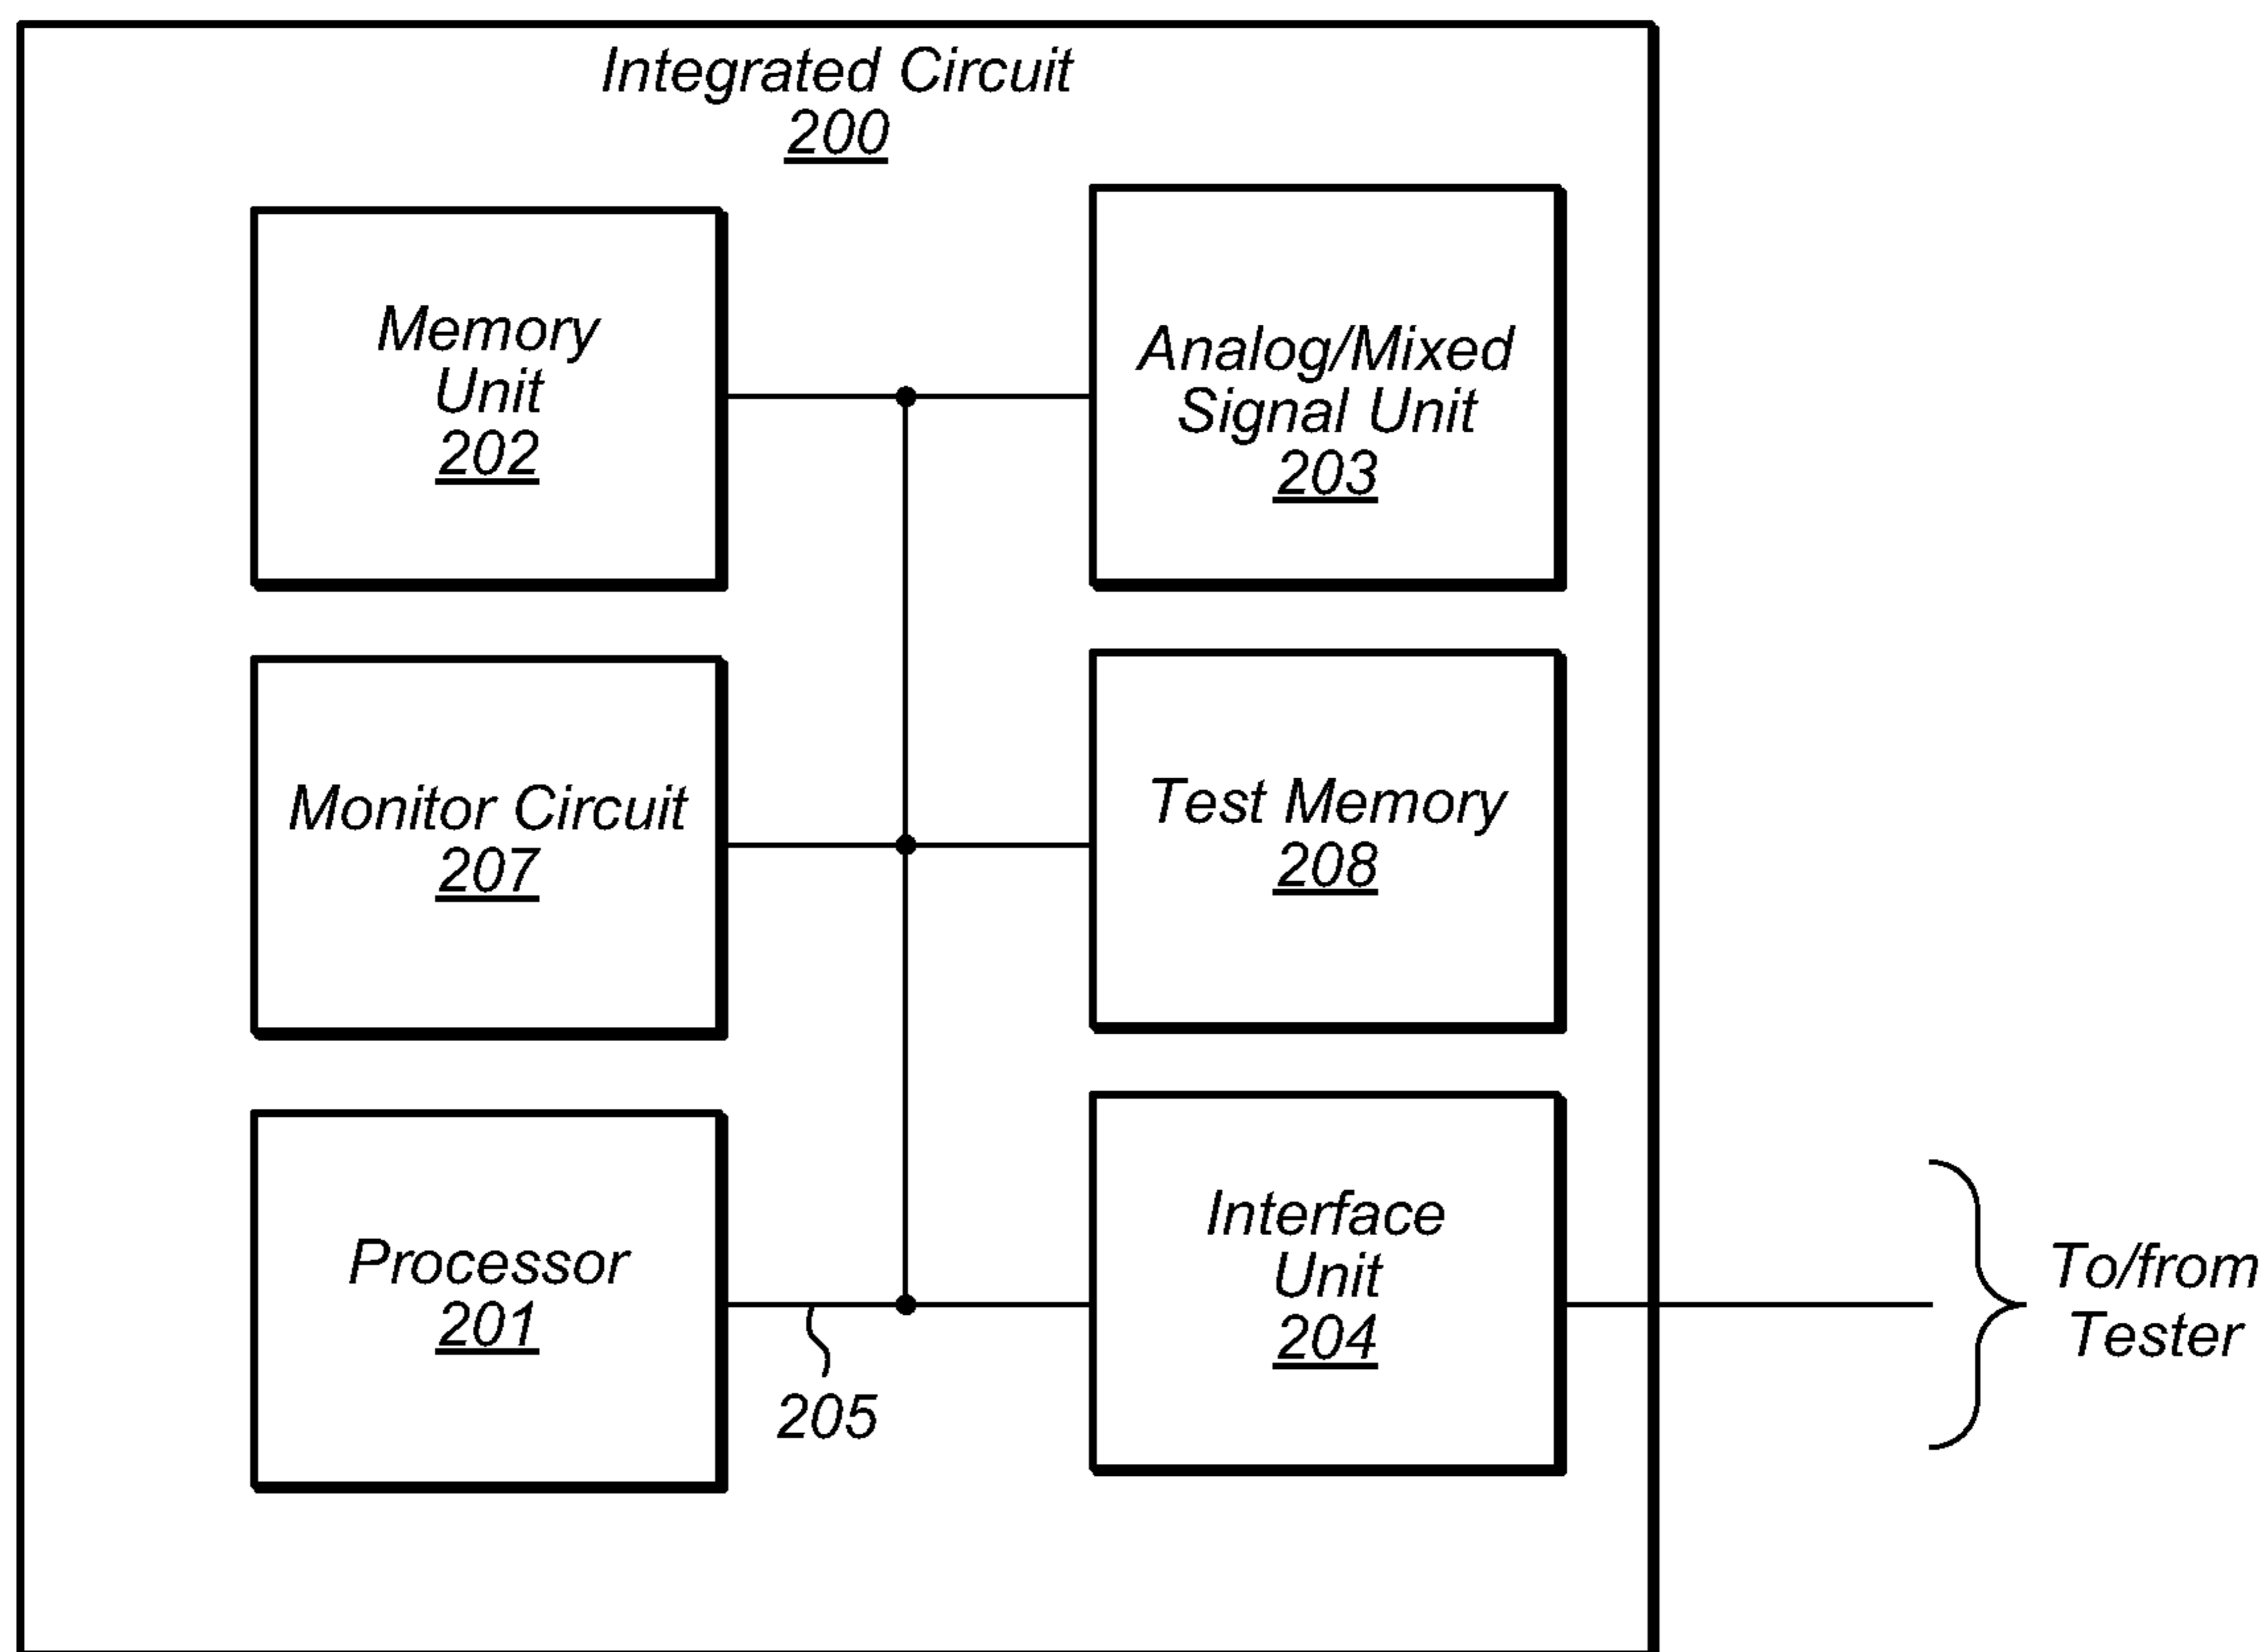 Integrated Circuit
200
Memory
Unit
202
Analog/Mixed
Signal Unit
203
Monitor Circuit
207
Test Memory
208
Processor
201
205
Interface
Unit
204
To/from
Tester